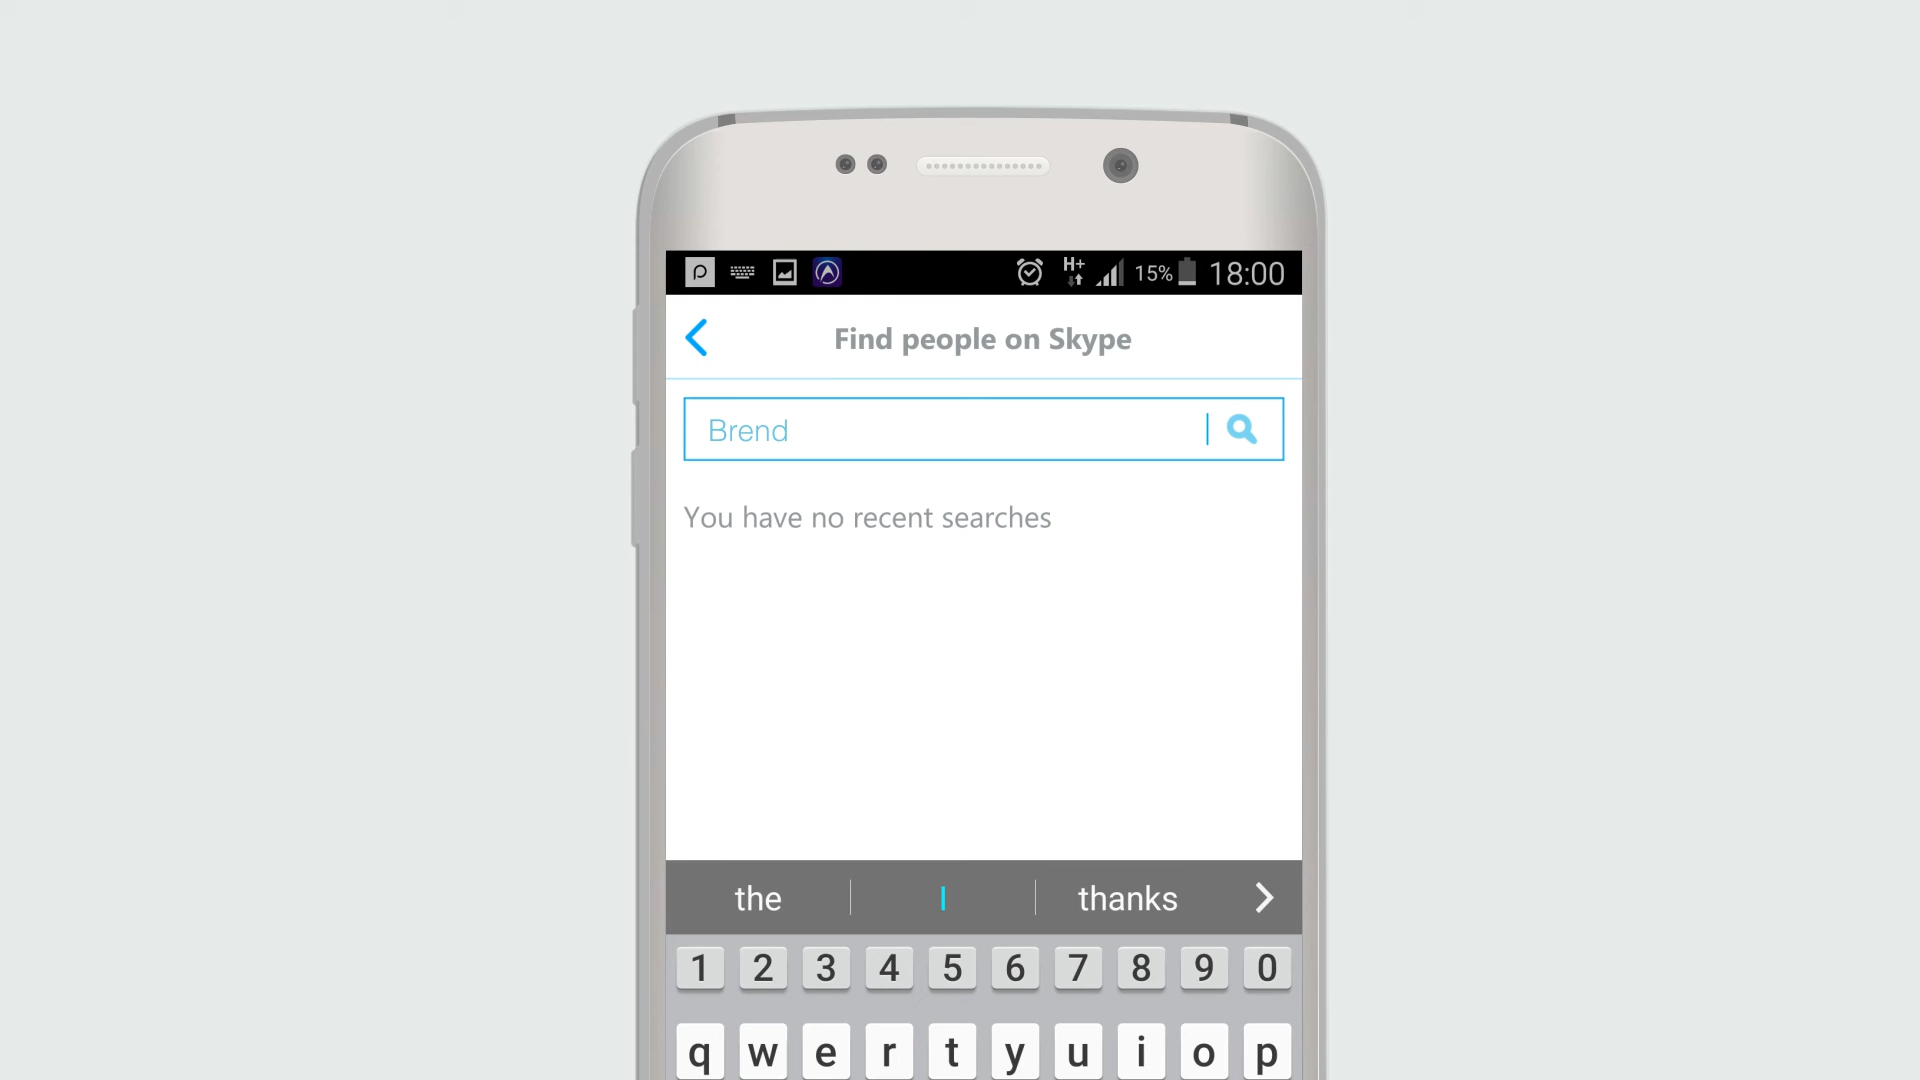 H+ 15% 18:00
Find people on Skype
Brend
You have no recent searches
the I thanks
1 2 3 4 5 6 7 8 9 0
q w e r t y u i o p